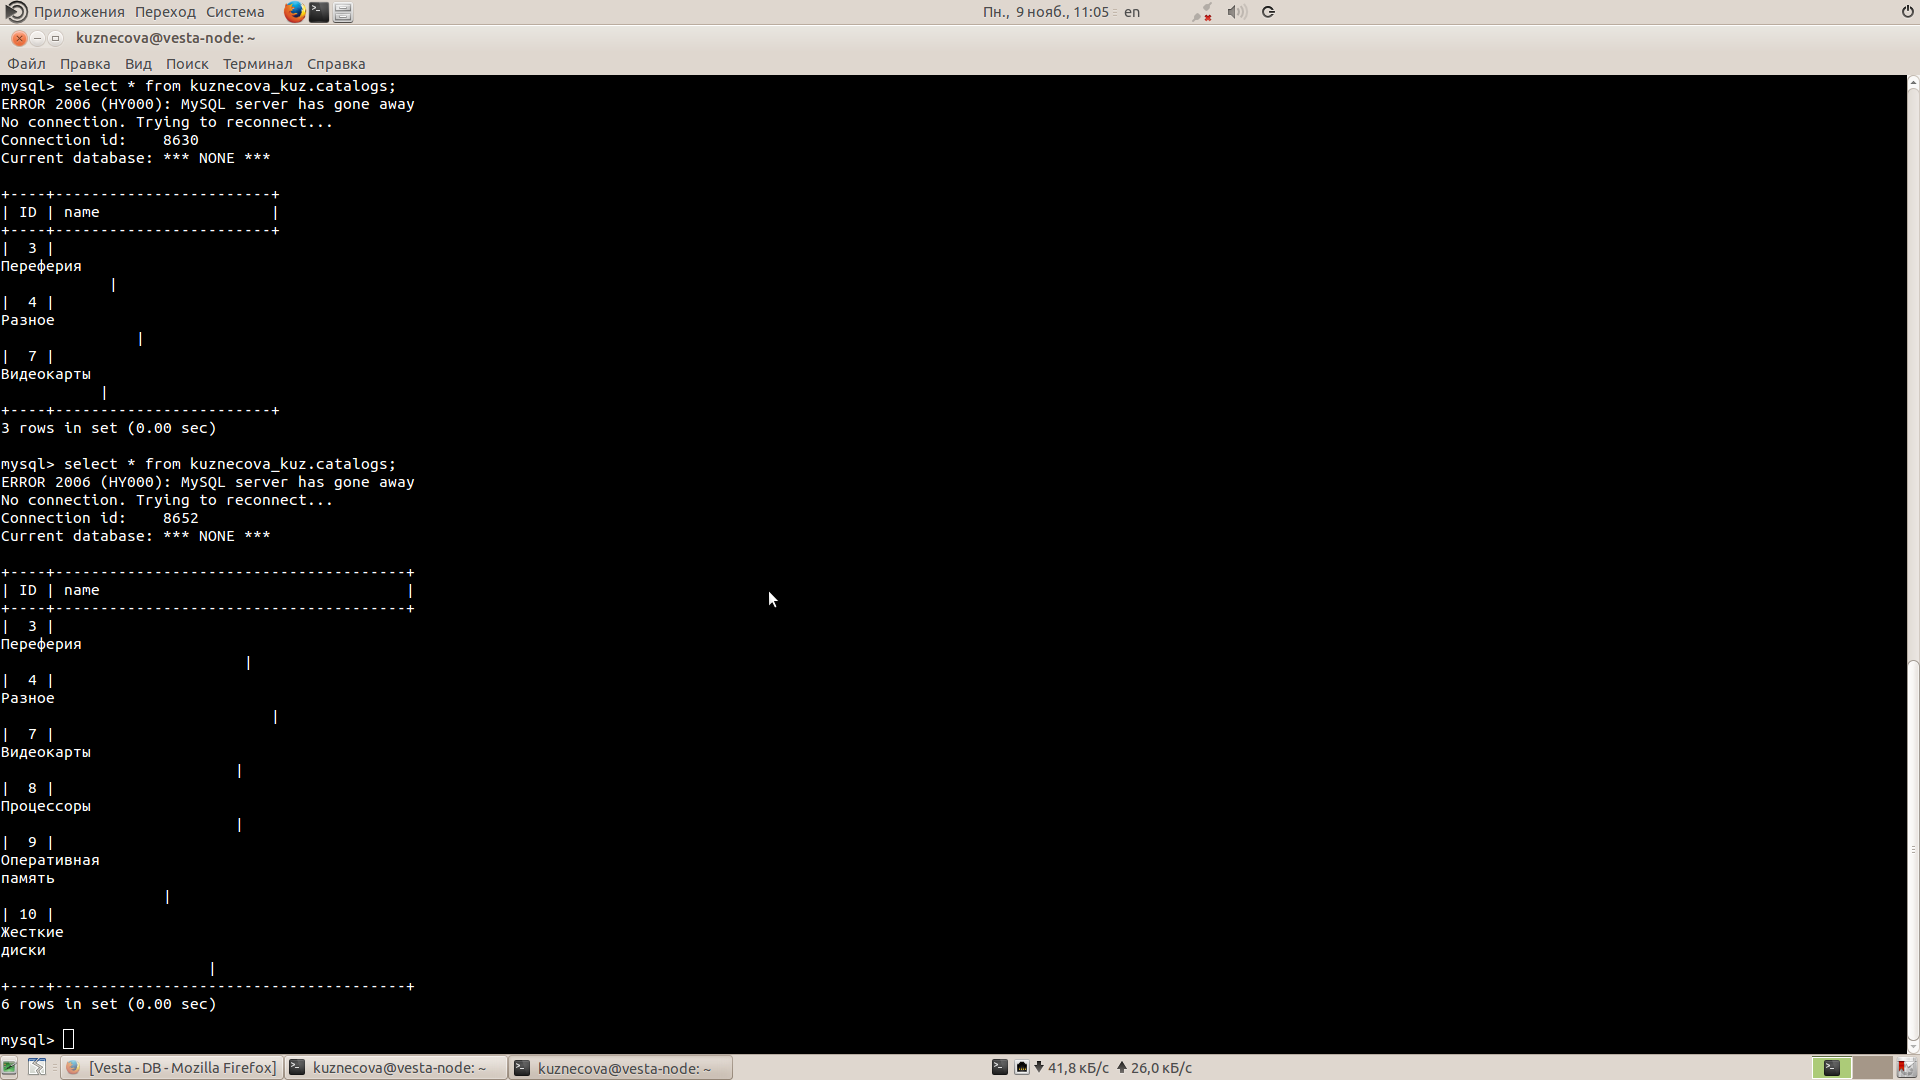 Приложения Переход Система
Пн., 9 нояб., 11:05 en
kuznecova@vesta-node: ~
Файл Правка Вид Поиск Терминал Справка
mysql> select * from kuznecova_kuz.catalogs;
ERROR 2006 (HY000): MySQL server has gone away
No connection. Trying to reconnect...
Connection id:    8630
Current database: *** NONE ***
+----+------------------------+
| ID | name                   |
+----+------------------------+
|  3 |
Переферия
            |
|  4 |
Разное
               |
|  7 |
Видеокарты
           |
+----+------------------------+
3 rows in set (0.00 sec)
mysql> select * from kuznecova_kuz.catalogs;
ERROR 2006 (HY000): MySQL server has gone away
No connection. Trying to reconnect...
Connection id:    8652
Current database: *** NONE ***
+----+---------------------------------------+
| ID | name                                  |
+----+---------------------------------------+
|  3 |
Переферия
                           |
|  4 |
Разное
                              |
|  7 |
Видеокарты
                          |
|  8 |
Процессоры
                          |
|  9 |
Оперативная
память
                  |
| 10 |
Жесткие
диски
                       |
+----+---------------------------------------+
6 rows in set (0.00 sec)
mysql>
[Vesta - DB - Mozilla Firefox] kuznecova@vesta-node: ~ kuznecova@vesta-node: ~ 41,8 кБ/с 26,0 кБ/с